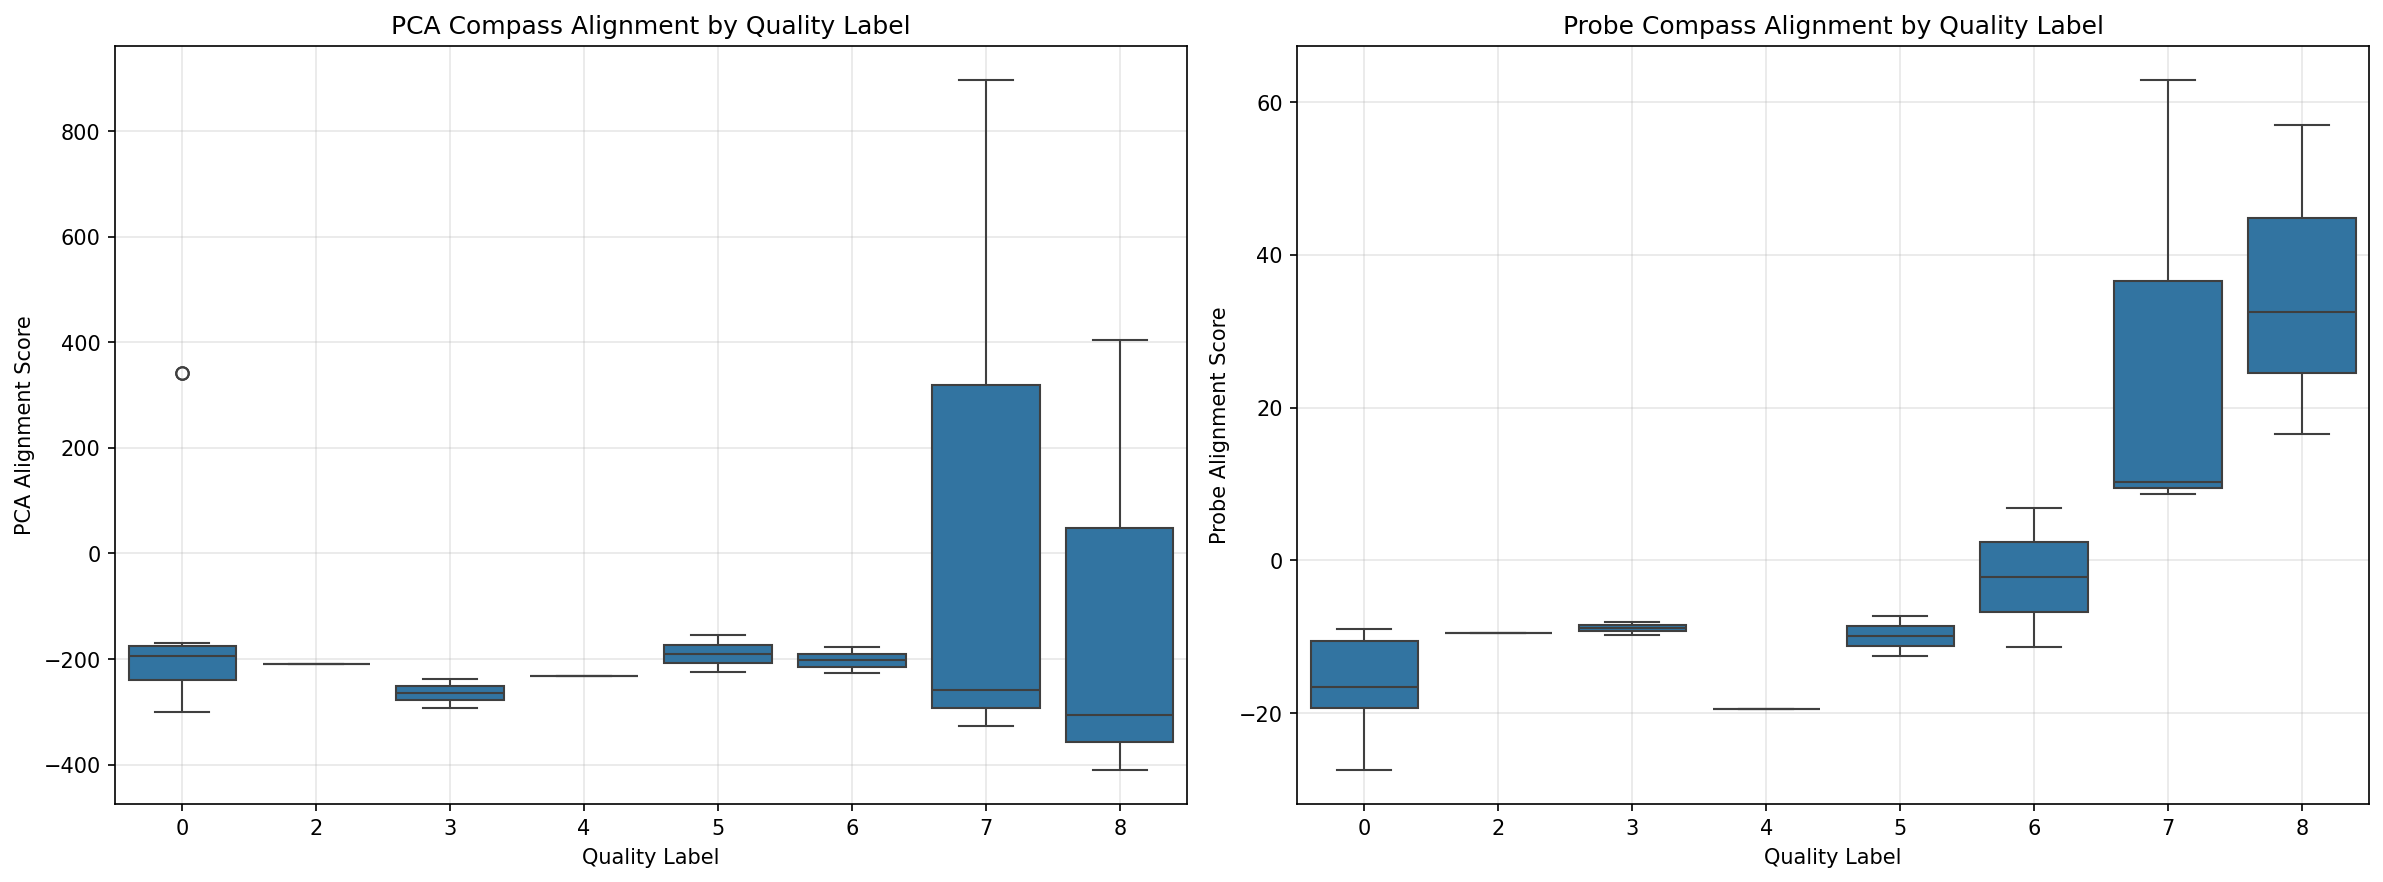 PCA Compass Alignment by Quality Label
PCA Alignment Score
800
600
400
200
0
−200
−400
0 2 3 4 5 6 7 8
Quality Label
Probe Compass Alignment by Quality Label
Probe Alignment Score
60
40
20
0
−20
0 2 3 4 5 6 7 8
Quality Label